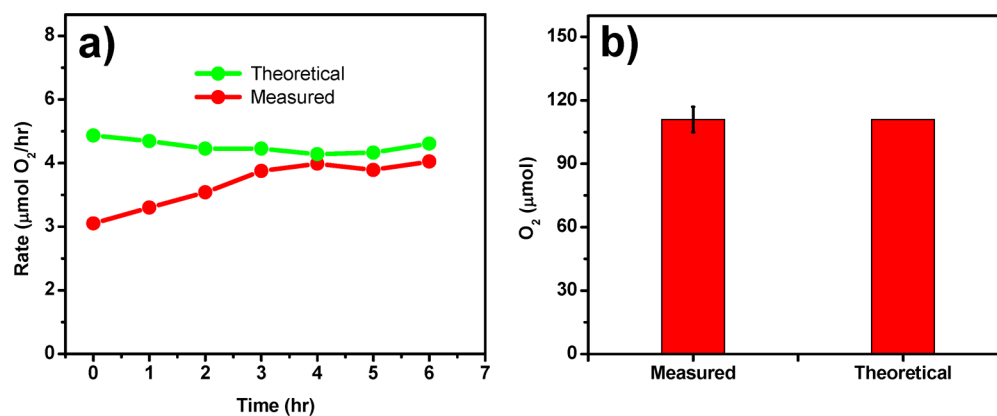 a)
Theoretical
Measured
Rate (μmol O₂/hr)
8
6
4
3
2
0
0 1 2 3 4 5 6 7
Time (hr)
b)
O₂ (μmol)
150
120
90
60
30
0
Measured Theoretical